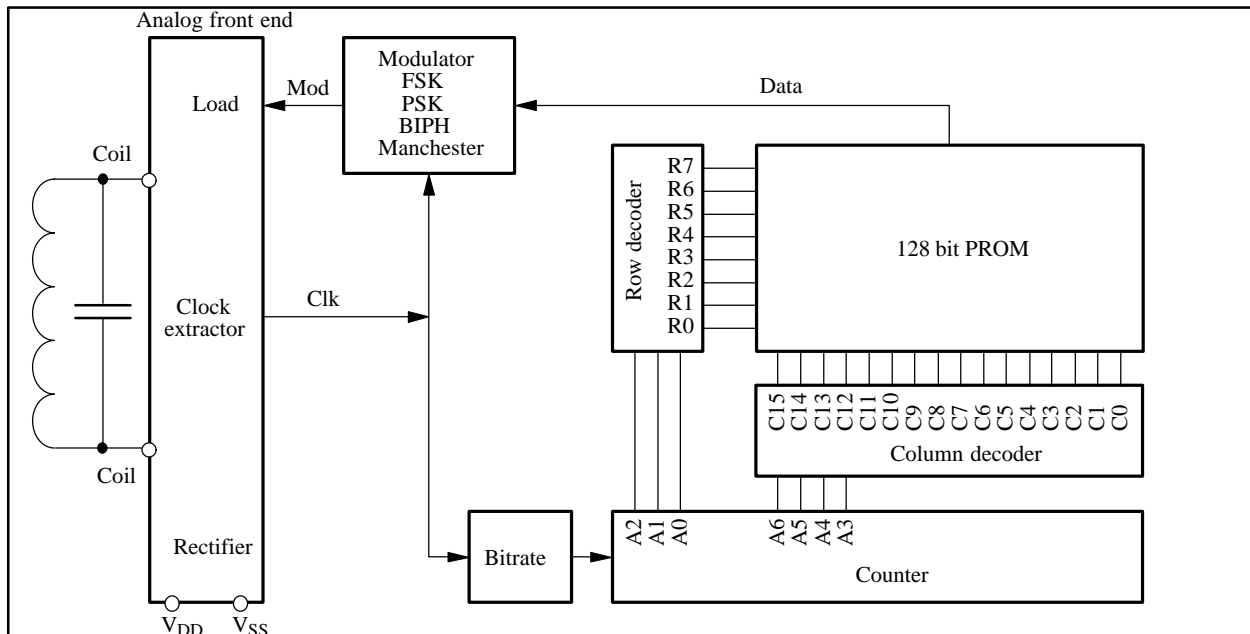 Analog front end
Load
Clock
extractor
Rectifier
Coil
Coil
VDD
VSS
Mod
Modulator
FSK
PSK
BIPH
Manchester
Clk
Data
Row decoder
R7
R6
R5
R4
R3
R2
R1
R0
128 bit PROM
C15 C14 C13 C12 C11 C10 C9 C8 C7 C6 C5 C4 C3 C2 C1 C0
Column decoder
A2 A1 A0
A6 A5 A4 A3
Bitrate
Counter